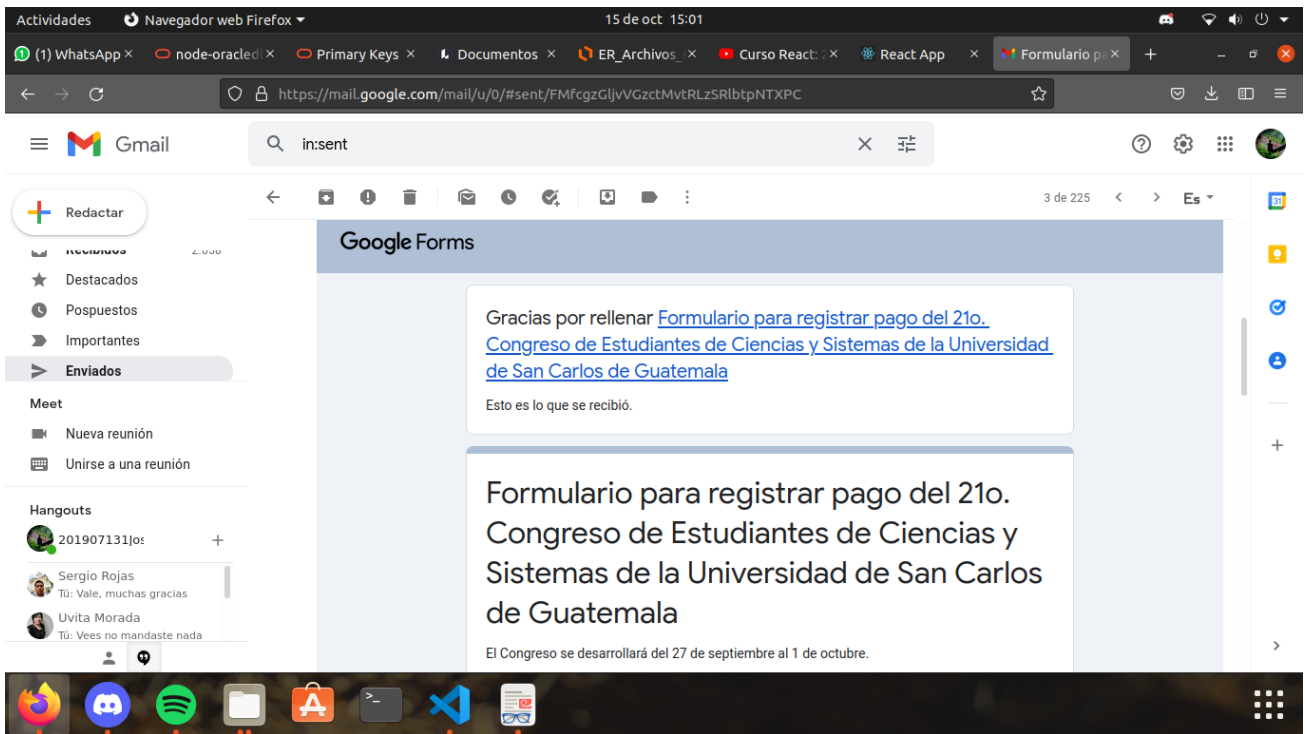 Actividades Navegador web Firefox 15 de oct 15:01
(1) WhatsApp node-oracled Primary Keys Documentos ER_Archivos_ Curso React: 2 React App Formulario pa
https://mail.google.com/mail/u/0/#sent/FMfcgzGljvVGzctMvtRLzSRlbtpNTXPC
Gmail in:sent
Redactar 3 de 225 Es
Recibidos
Destacados
Pospuestos
Importantes
Enviados
Meet
Nueva reunión
Unirse a una reunión
Hangouts
201907131Jos
Sergio Rojas
Tú: Vale, muchas gracias
Uvita Morada
Tú: Vees no mandaste nada
Google Forms
Gracias por rellenar Formulario para registrar pago del 21o.
Congreso de Estudiantes de Ciencias y Sistemas de la Universidad
de San Carlos de Guatemala
Esto es lo que se recibió.
Formulario para registrar pago del 21o.
Congreso de Estudiantes de Ciencias y
Sistemas de la Universidad de San Carlos
de Guatemala
El Congreso se desarrollará del 27 de septiembre al 1 de octubre.
31